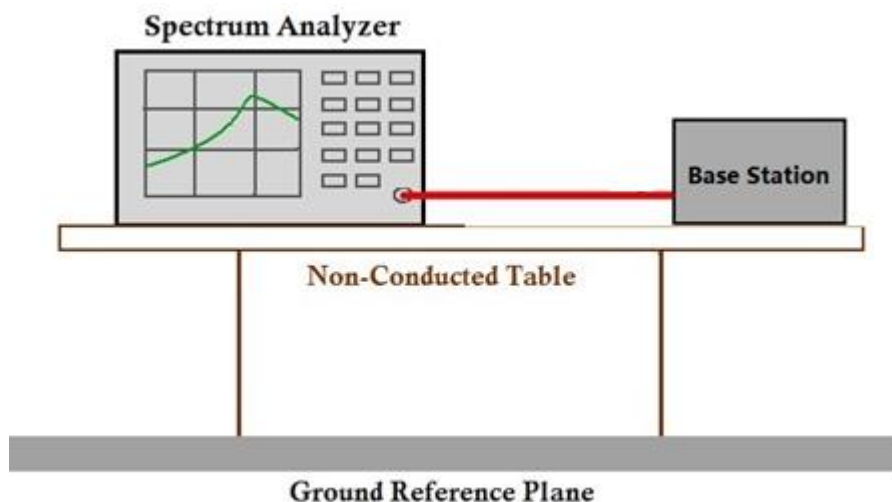 Spectrum Analyzer
Base Station
Non-Conducted Table
Ground Reference Plane